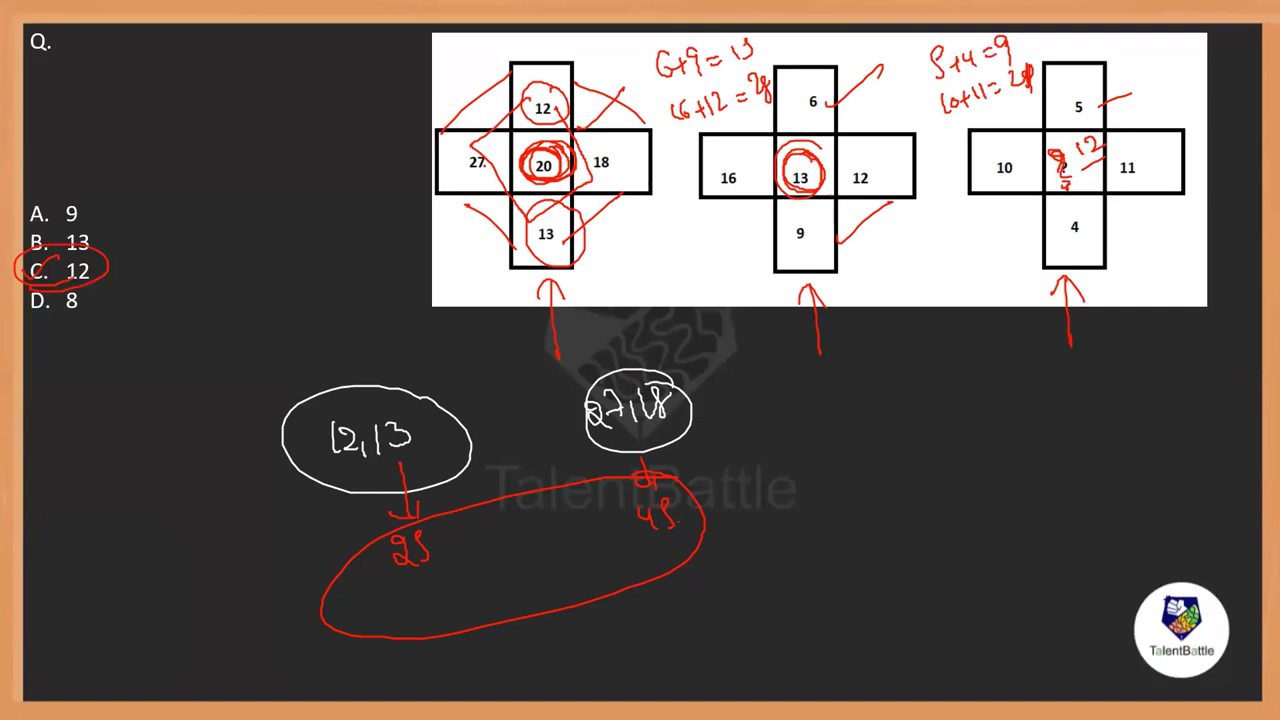 Q.
A. 9
B. 13
C. 12
D. 8
12
27 20 18
13
6+9=15
16+12=28
6
16 13 12
9
5+4=9
10+11=21
5
10 ? 12 11
4
12,13
27,18
25
45
TalentBattle
TalentBattle